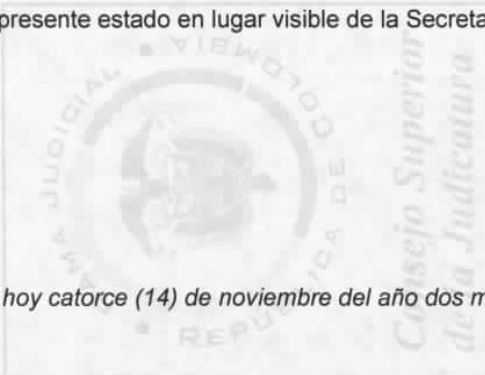 presente estado en lugar visible de la Secreta
RAMA JUDICIAL
REPUBLICA DE COLOMBIA
Consejo Superior
de la Judicatura
hoy catorce (14) de noviembre del año dos m